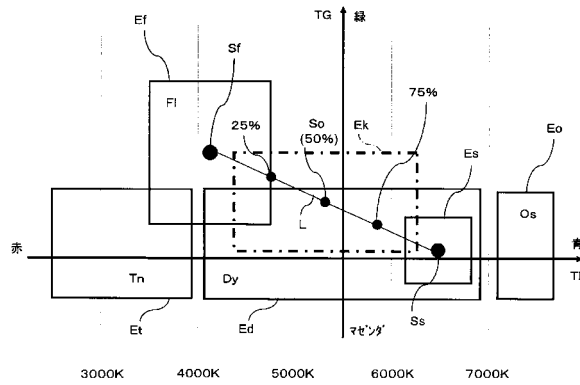 TG 緑
Ef
Sf
Fl
25%
So
(50%)
Ek
75%
Es
Eo
Os
L
赤
青
Tn
Dy
Et
Ed
マゼンダ
Ss
3000K 4000K 5000K 6000K 7000K